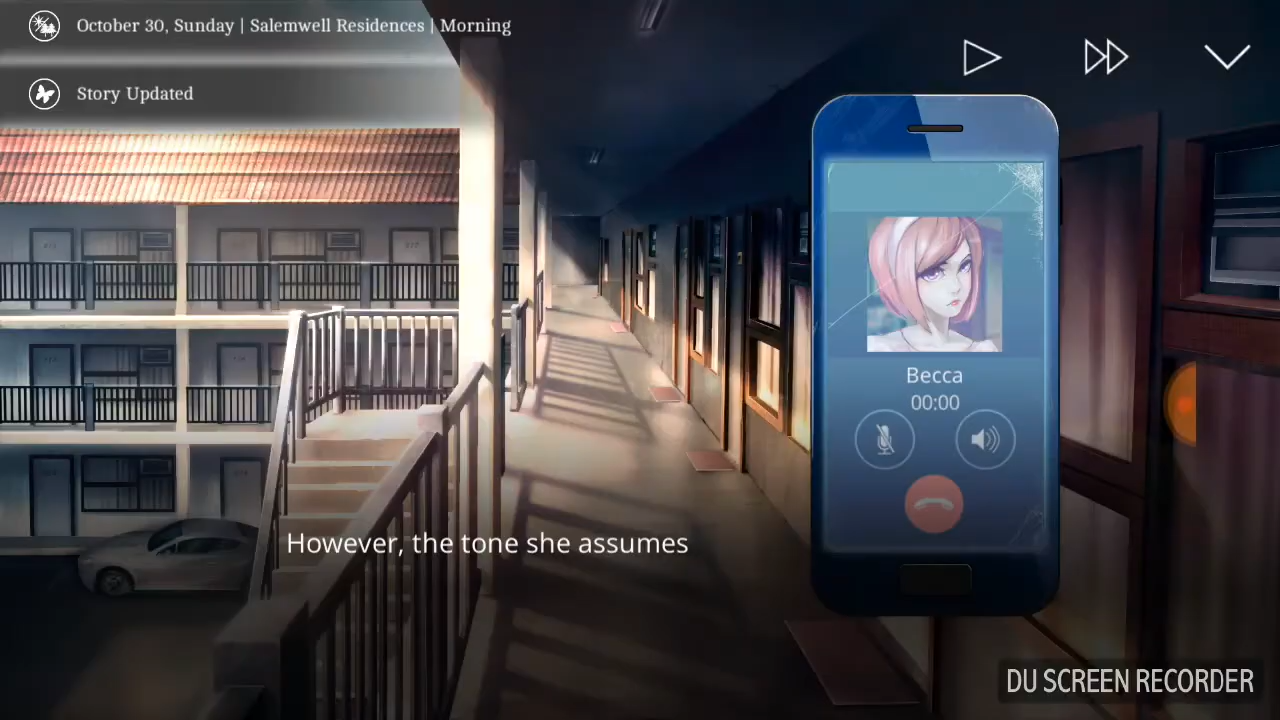 October 30, Sunday | Salemwell Residences | Morning
Story Updated
Becca
00:00
However, the tone she assumes
DU SCREEN RECORDER